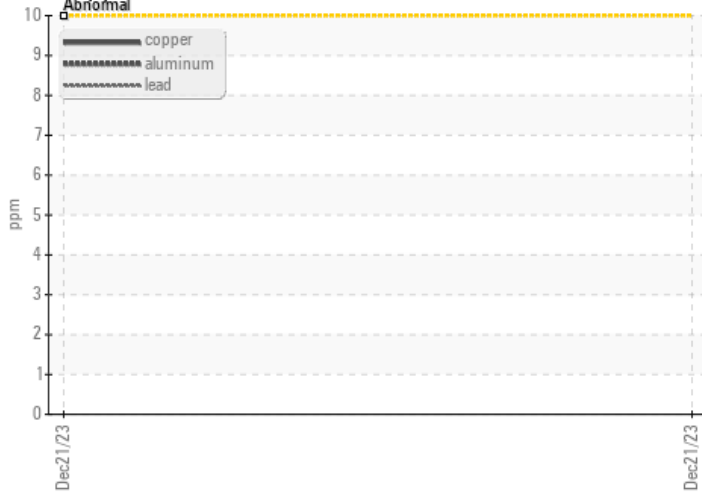 Abnormal
10
9
8
7
6
5
4
3
2
1
0
ppm
copper
aluminum
lead
Dec21/23
Dec21/23